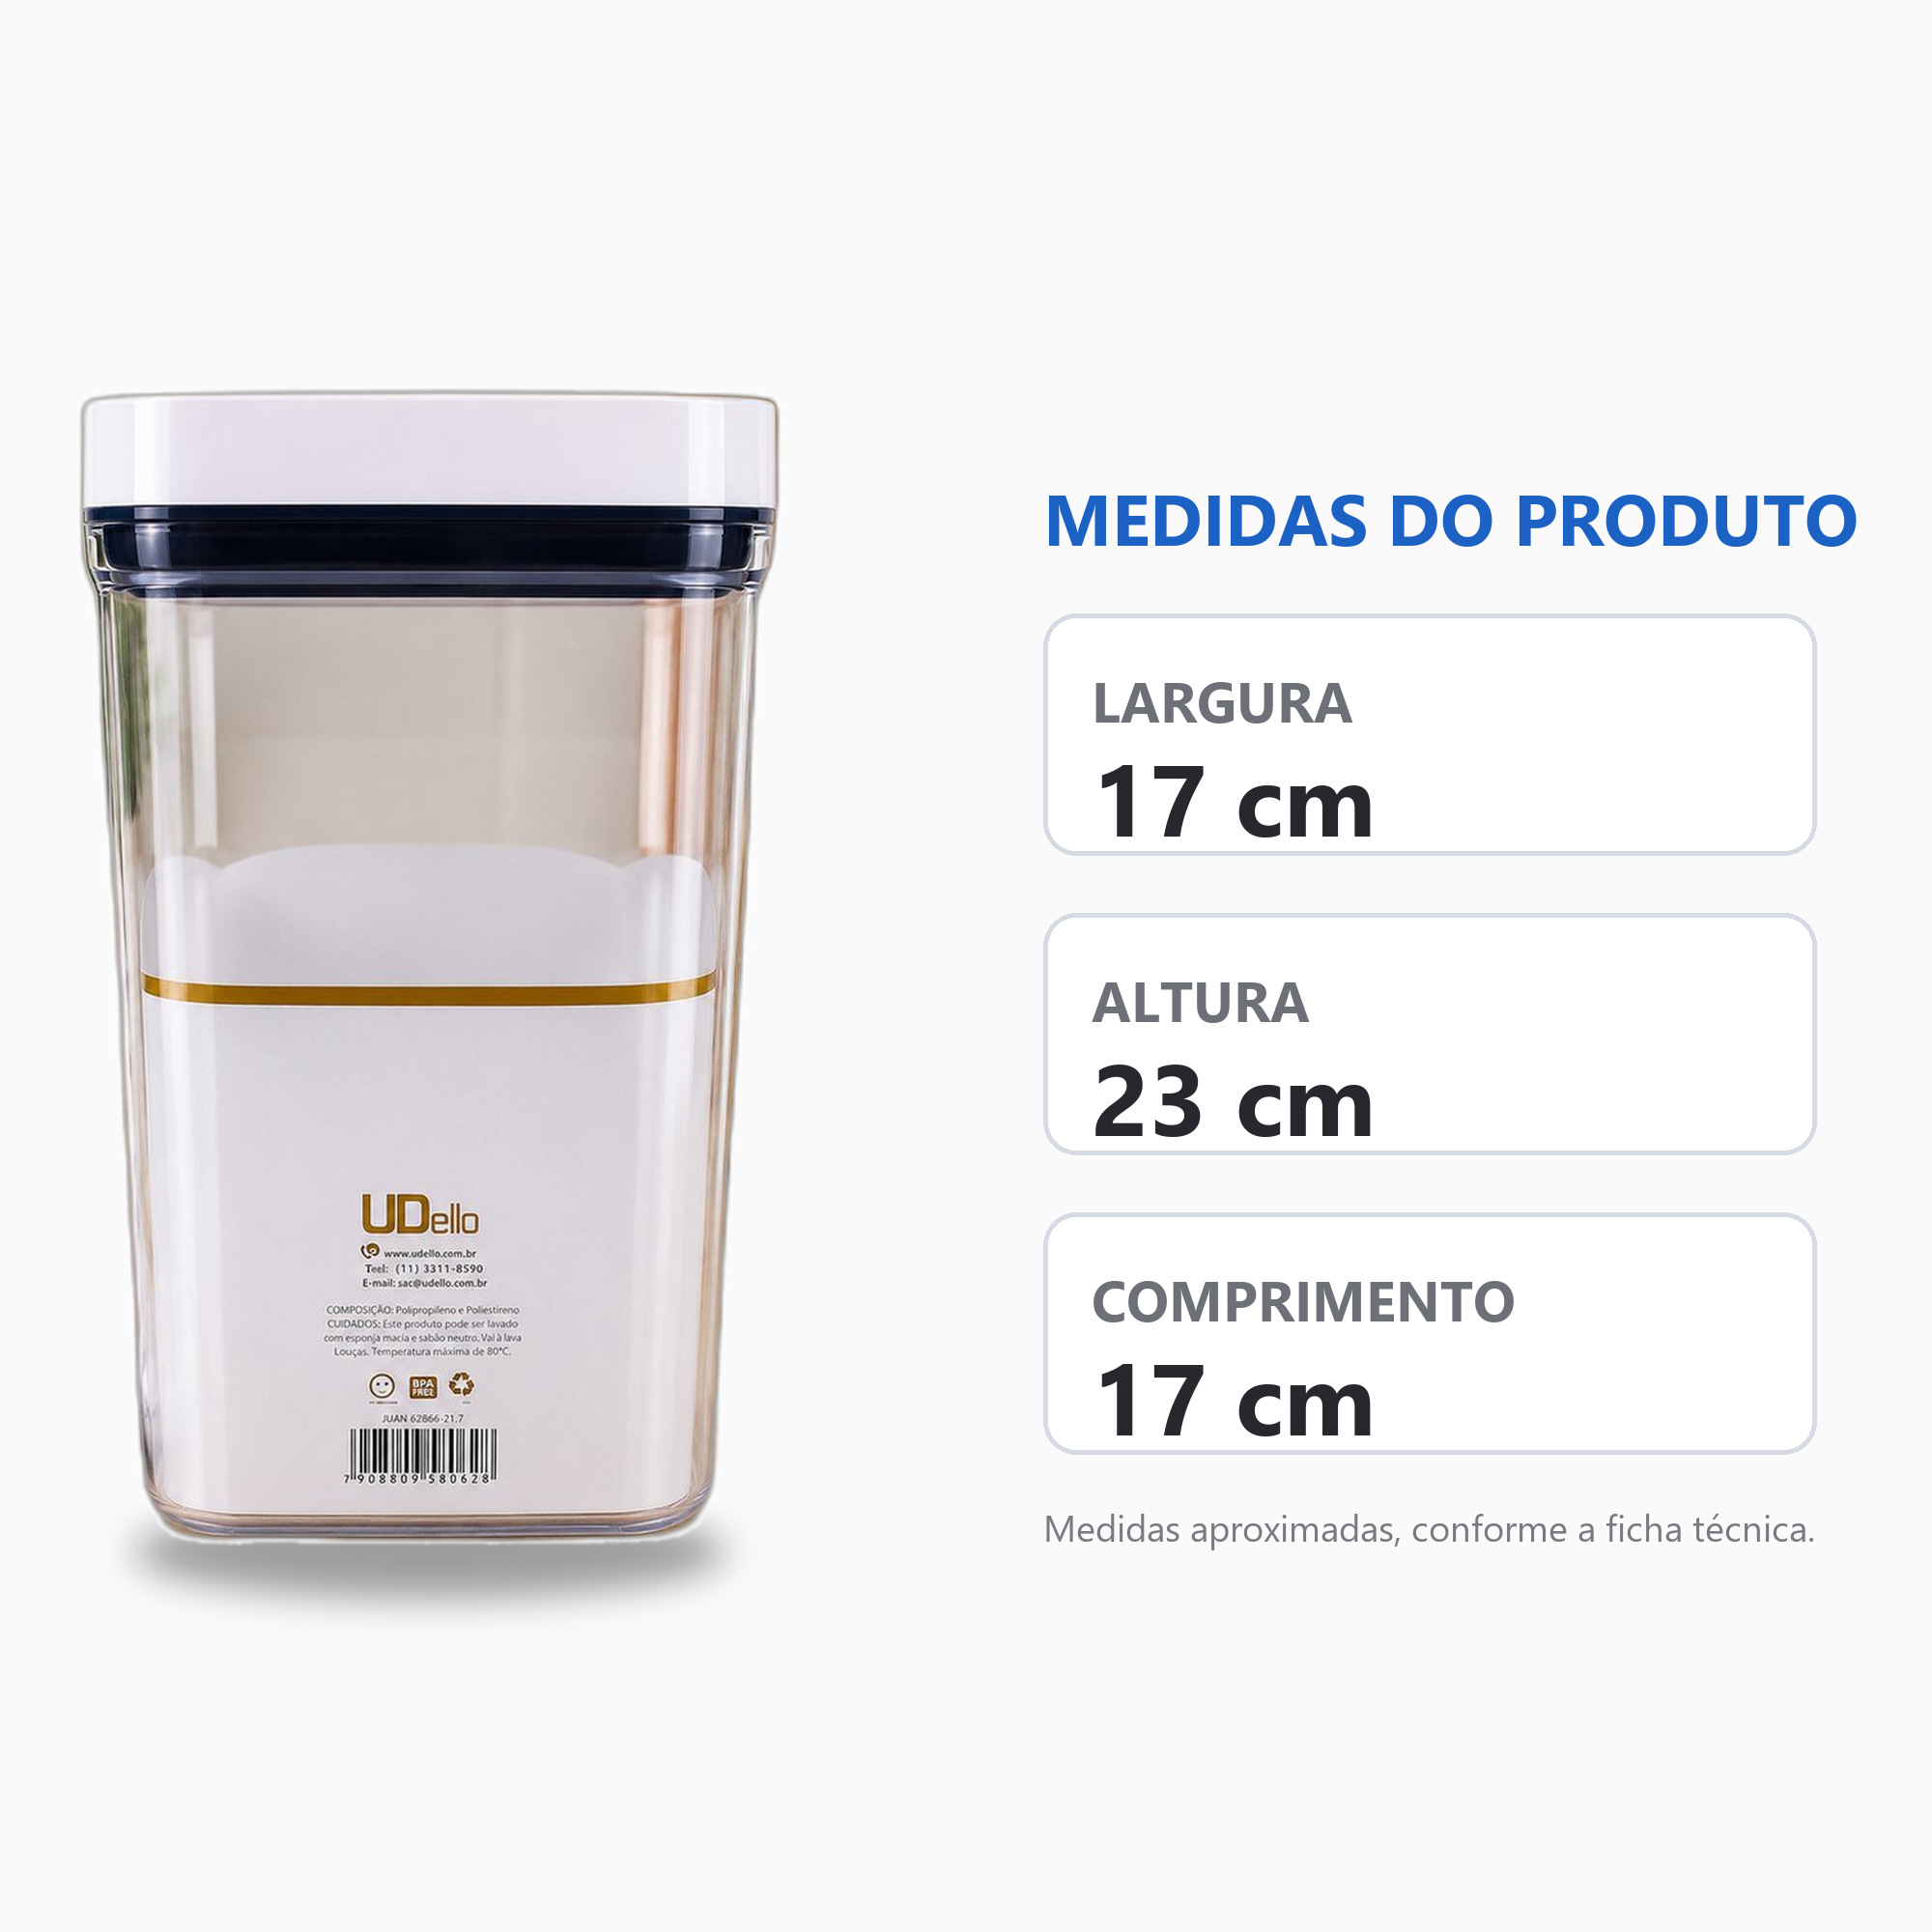 MEDIDAS DO PRODUTO
LARGURA
17 cm
ALTURA
23 cm
COMPRIMENTO
17 cm
Medidas aproximadas, conforme a ficha técnica.
UDello
www.udello.com.br
Teel: (11) 3311-8590
E-mail: sac@udello.com.br
COMPOSIÇÃO: Polipropileno e Poliestireno
CUIDADOS: Este produto pode ser lavado
com esponja macia e sabão neutro. Vai à lava
Louças. Temperatura máxima de 80°C.
BPA
FREE
JUAN 62866-21.7
7 908809 580628